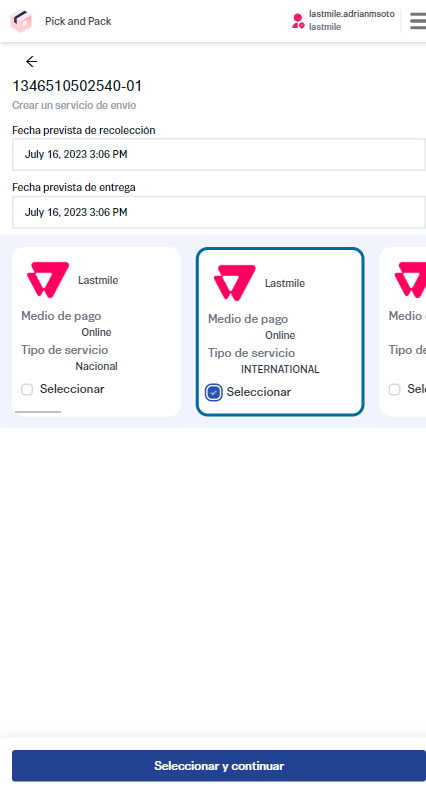 Pick and Pack
lastmile.adrianmsoto
lastmile
1346510502540-01
Crear un servicio de envío
Fecha prevista de recolección
July 16, 2023 3:06 PM
Fecha prevista de entrega
July 16, 2023 3:06 PM
Lastmile
Medio de pago
Online
Tipo de servicio
Nacional
Seleccionar
Lastmile
Medio de pago
Online
Tipo de servicio
INTERNATIONAL
Seleccionar
Medio
Tipo de
Sel
Seleccionar y continuar